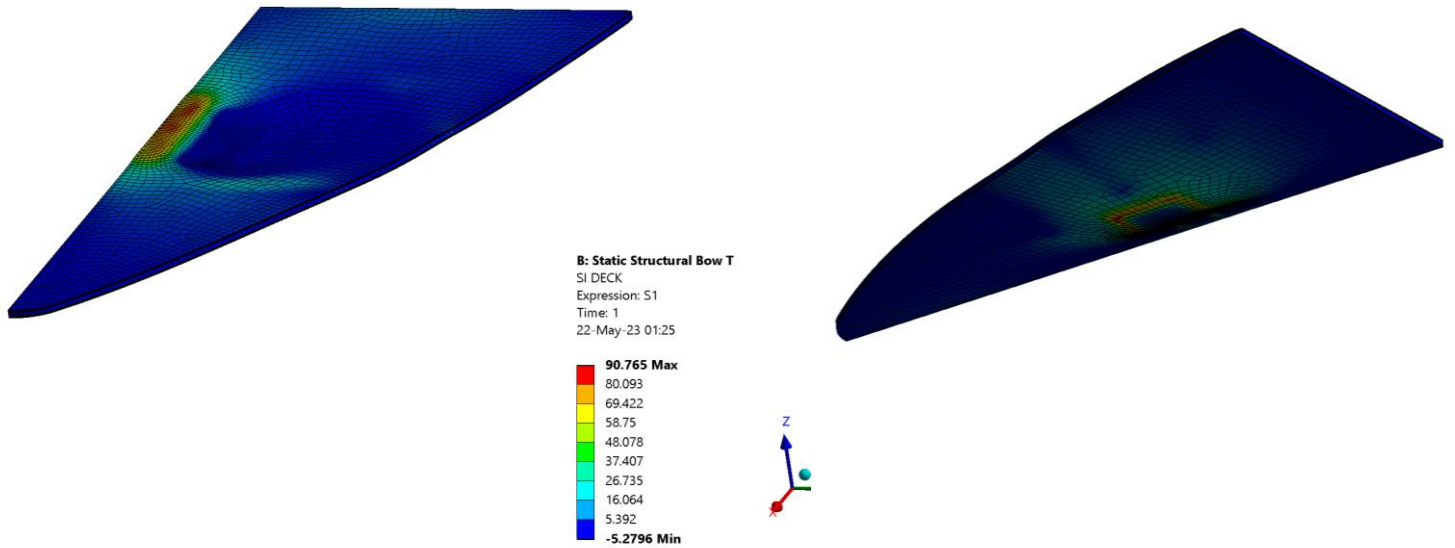 B: Static Structural Bow T
SI DECK
Expression: S1
Time: 1
22-May-23 01:25
90.765 Max
80.093
69.422
58.75
48.078
37.407
26.735
16.064
5.392
-5.2796 Min
Z
X